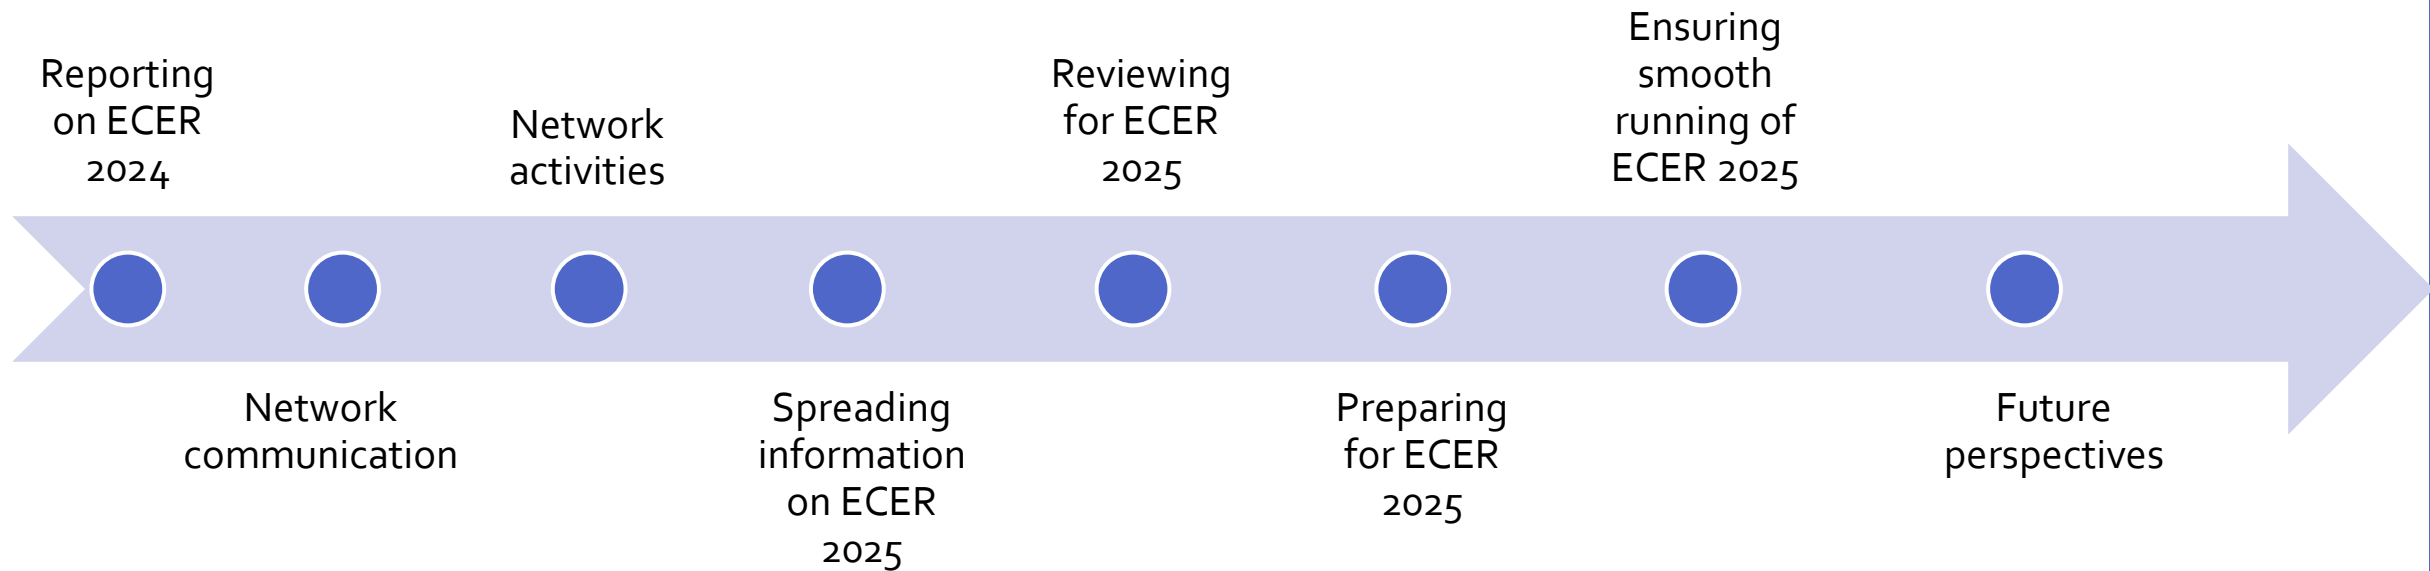 Reporting
on ECER
2024
Network
communication
Network
activities
Spreading
information
on ECER
2025
Reviewing
for ECER
2025
Preparing
for ECER
2025
Ensuring
smooth
running of
ECER 2025
Future
perspectives